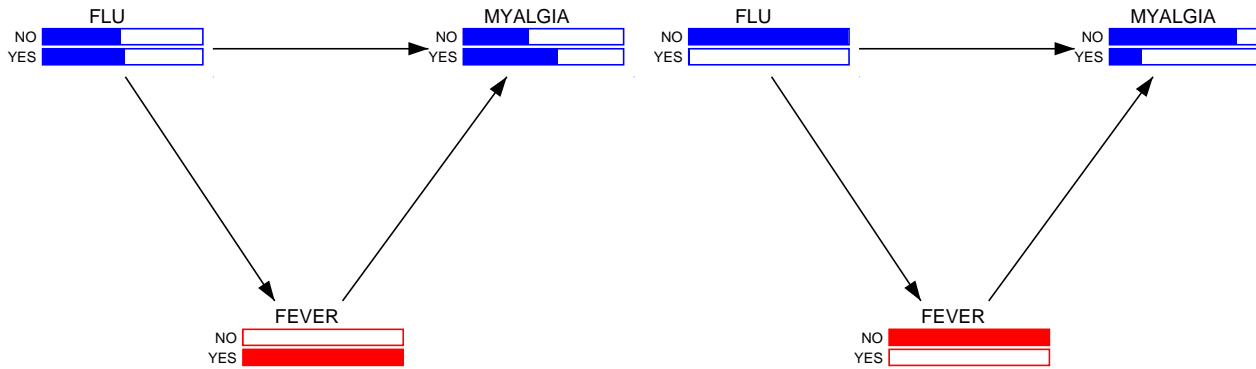 FLU
NO
YES
MYALGIA
NO
YES
FEVER
NO
YES
FLU
NO
YES
MYALGIA
NO
YES
FEVER
NO
YES